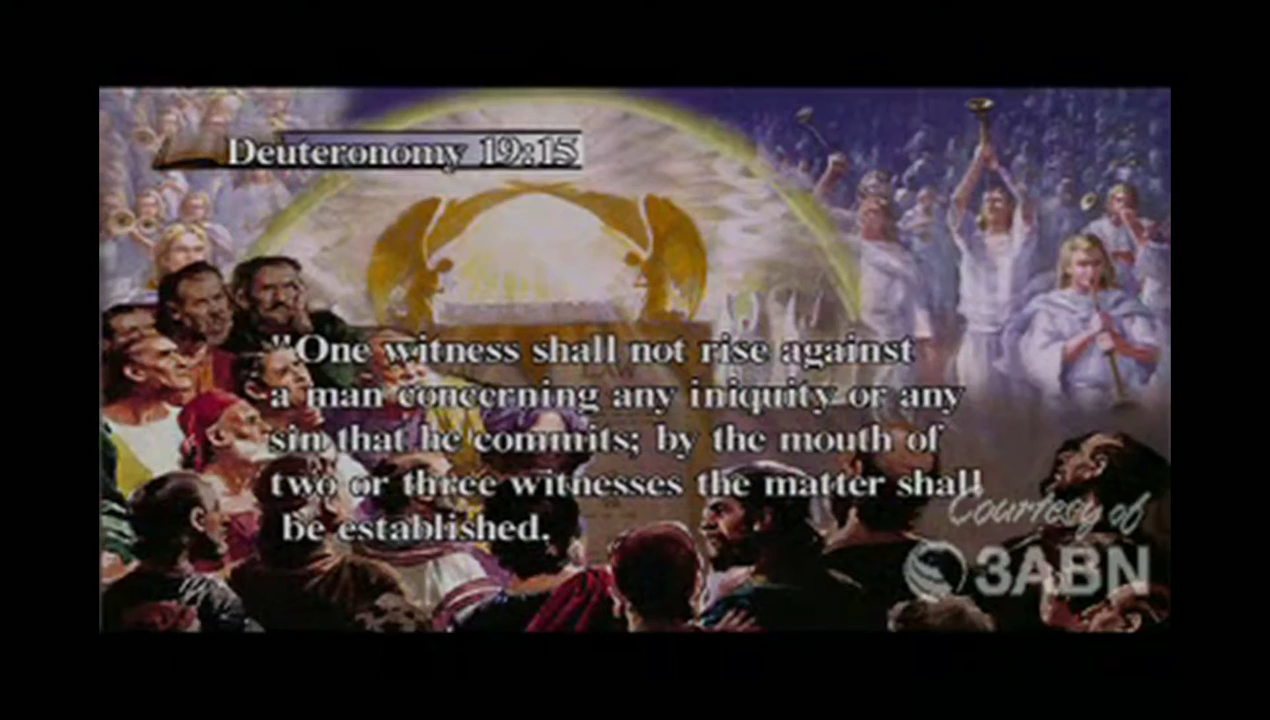 Deuteronomy 19:15
"One witness shall not rise against
a man concerning any iniquity or any
sin that he commits; by the mouth of
two or three witnesses the matter shall
be established.
Courtesy of
3ABN